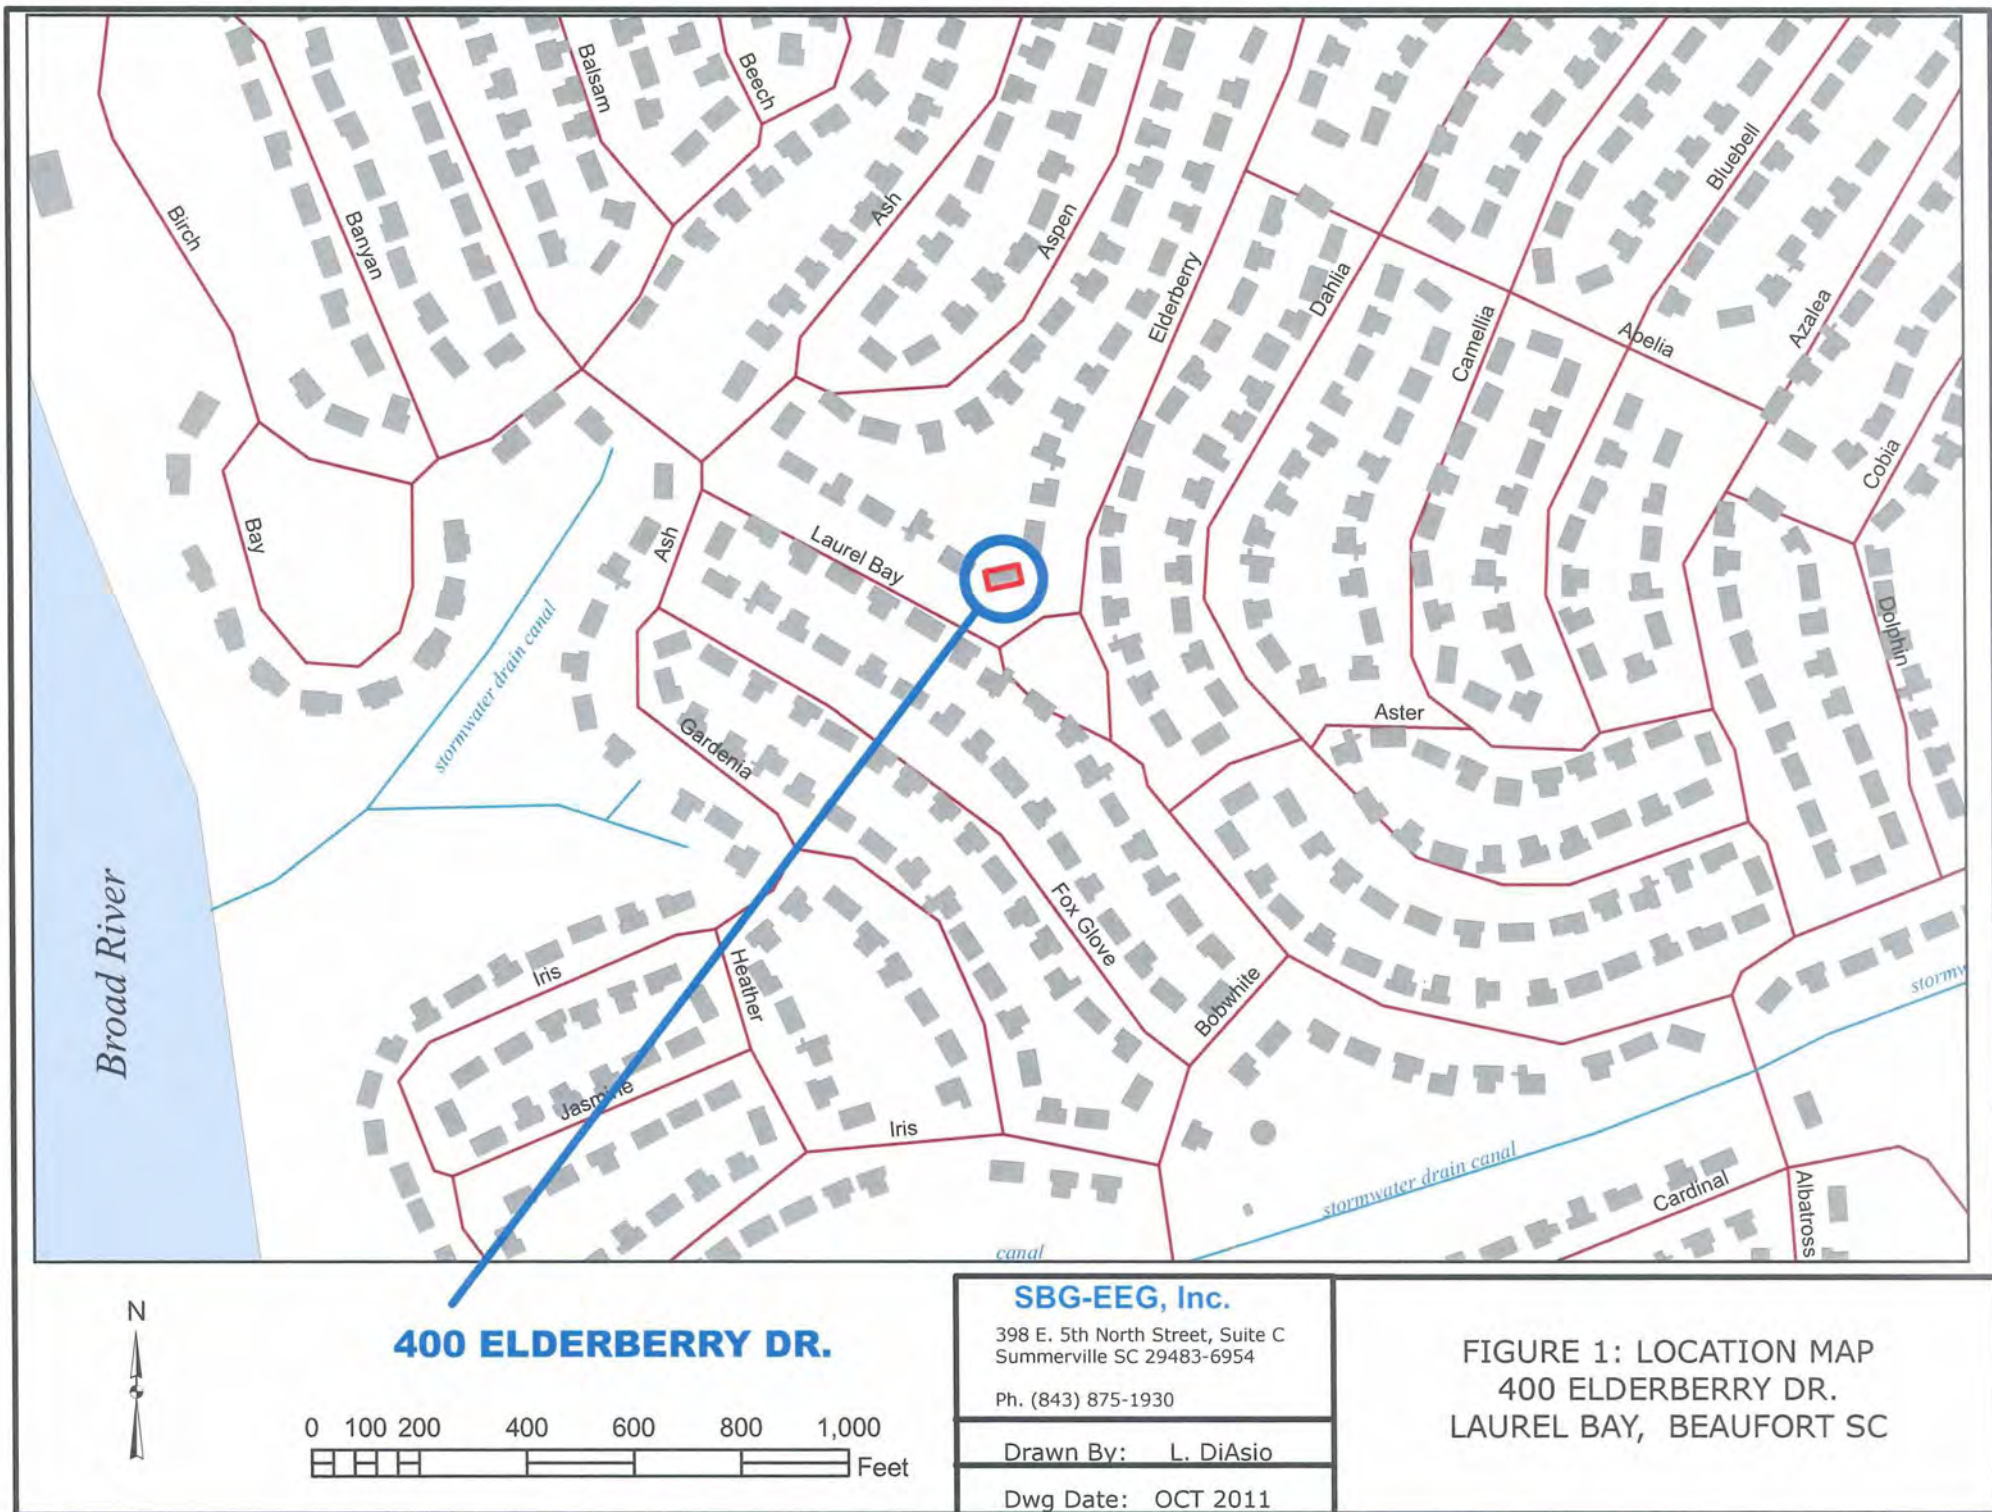 Balsam
Beech
Birch
Banyan
Ash
Aspen
Elderberry
Dahlia
Camellia
Bluebell
Apelia
Azalea
Cobia
Bay
Ash
Laurel Bay
stormwater drain canal
Dolphin
Gardenia
Aster
Broad River
Iris
Heather
Fox Glove
Bobwhite
stormw
Jasmine
Iris
stormwater drain canal
Cardinal
Albatross
canal
N
400 ELDERBERRY DR.
0 100 200 400 600 800 1,000
Feet
SBG-EEG, Inc.
398 E. 5th North Street, Suite C
Summerville SC 29483-6954
Ph. (843) 875-1930
Drawn By: L. DiAsio
Dwg Date: OCT 2011
FIGURE 1: LOCATION MAP
400 ELDERBERRY DR.
LAUREL BAY, BEAUFORT SC